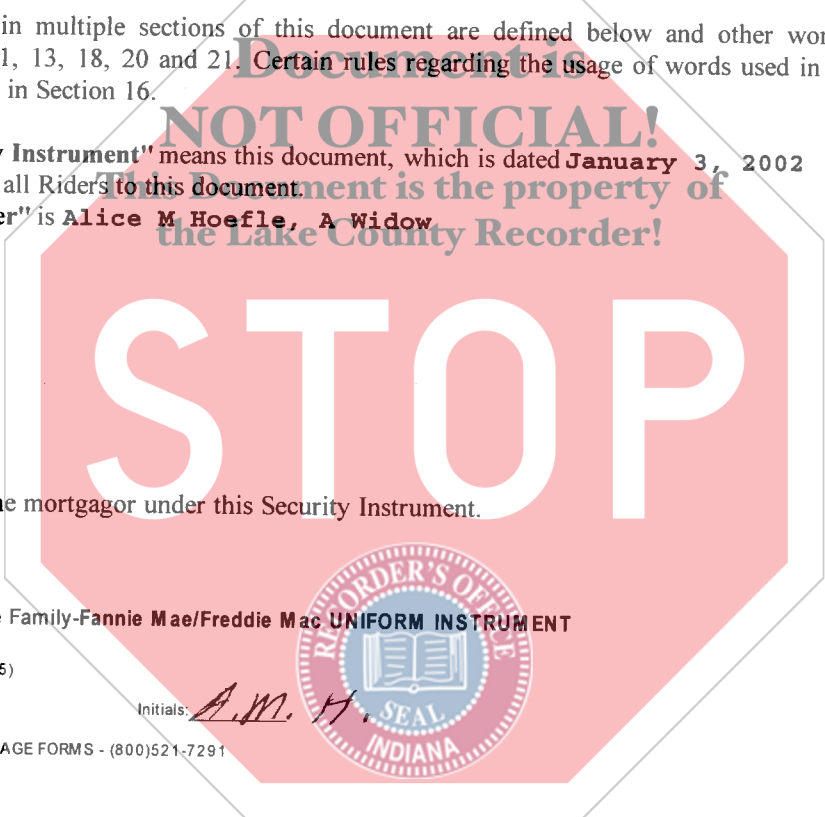 in multiple sections of this document are defined below and other wor
1, 13, 18, 20 and 21. Certain rules regarding the usage of words used in
in Section 16.
Document is
NOT OFFICIAL!
This Document is the property of
the Lake County Recorder!
y Instrument" means this document, which is dated January 3, 2002
all Riders to this document.
er" is Alice M Hoefle, A Widow
STOP
e mortgagor under this Security Instrument.
e Family-Fannie Mae/Freddie Mac UNIFORM INSTRUMENT
5)
Initials: A.M. H.
AGE FORMS - (800)521-7291
RECORDER'S OFFICE
SEAL
INDIANA